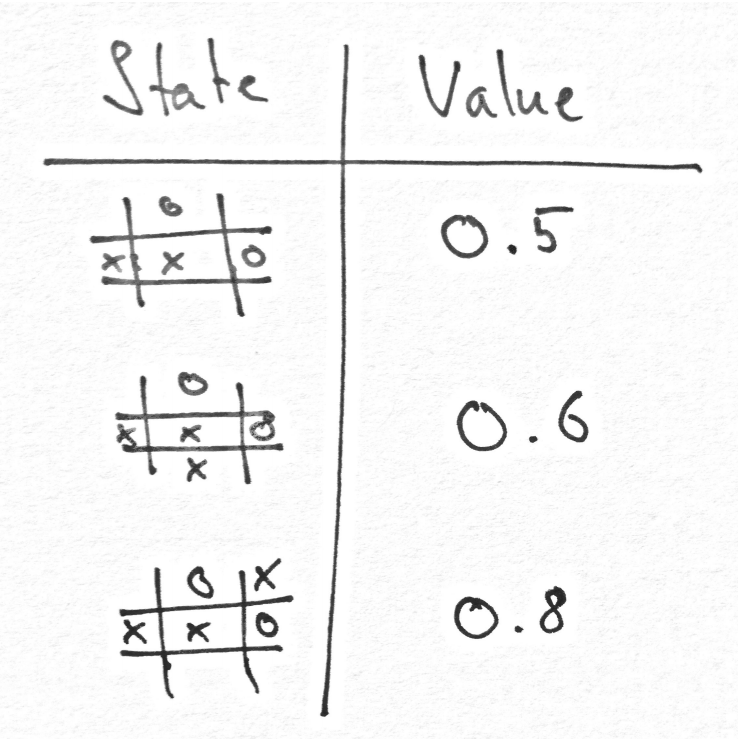 State Value
O
X X O 0.5
O
X X O 0.6
X
O X
X X O 0.8